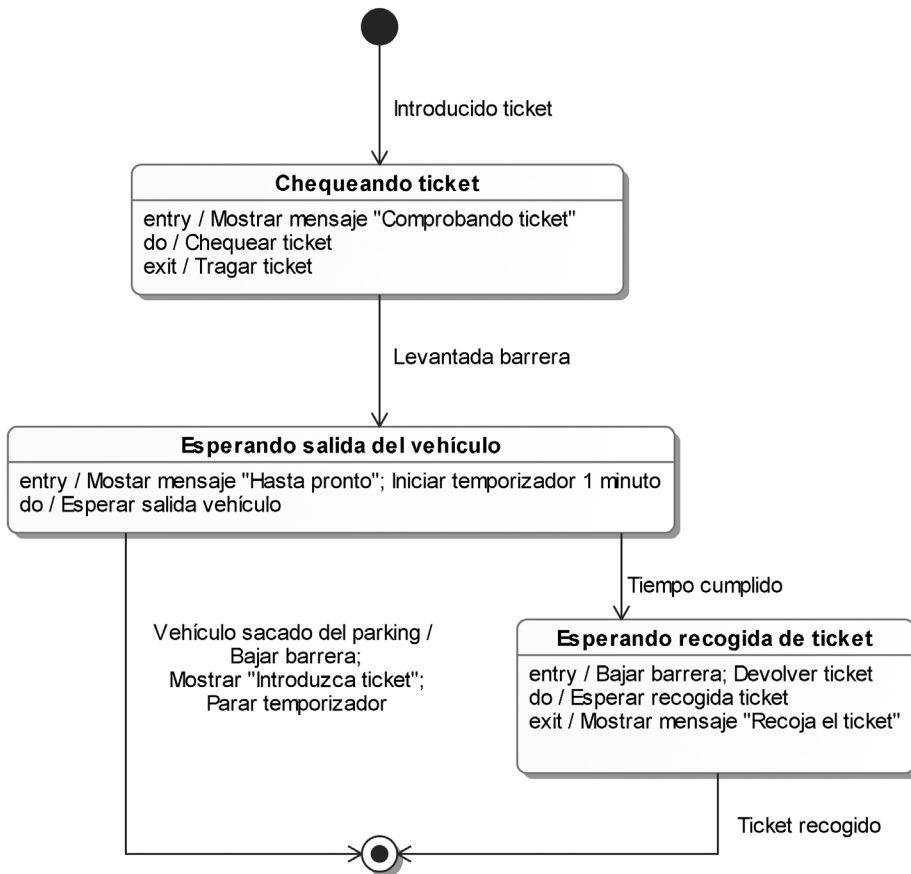 Introducido ticket
Chequeando ticket
entry / Mostrar mensaje "Comprobando ticket"
do / Chequear ticket
exit / Tragar ticket
Levantada barrera
Esperando salida del vehículo
entry / Mostar mensaje "Hasta pronto"; Iniciar temporizador 1 minuto
do / Esperar salida vehículo
Tiempo cumplido
Vehículo sacado del parking /
Bajar barrera;
Mostrar "Introduzca ticket";
Parar temporizador
Esperando recogida de ticket
entry / Bajar barrera; Devolver ticket
do / Esperar recogida ticket
exit / Mostrar mensaje "Recoja el ticket"
Ticket recogido